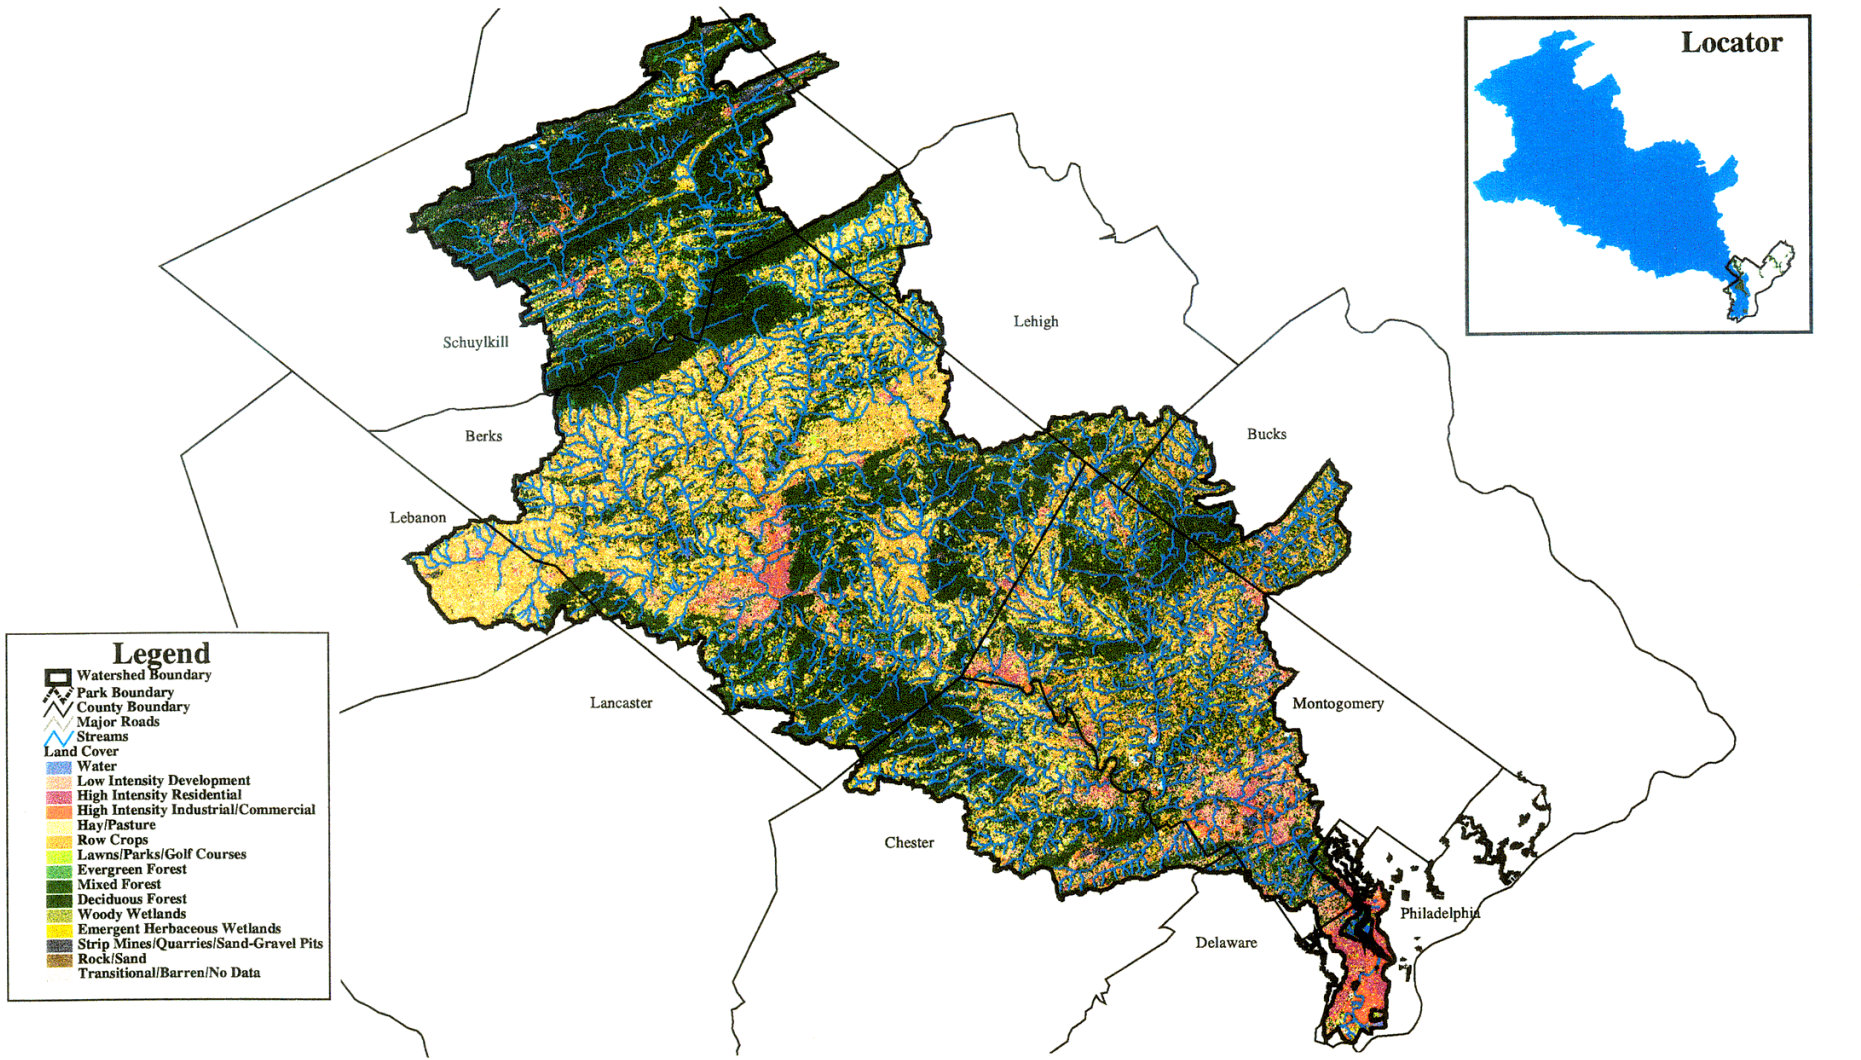 Locator
Schuylkill
Lehigh
Berks
Bucks
Lebanon
Lancaster
Montogomery
Chester
Philadelphia
Delaware
Legend
Watershed Boundary
Park Boundary
County Boundary
Major Roads
Streams
Land Cover
Water
Low Intensity Development
High Intensity Residential
High Intensity Industrial/Commercial
Hay/Pasture
Row Crops
Lawns/Parks/Golf Courses
Evergreen Forest
Mixed Forest
Deciduous Forest
Woody Wetlands
Emergent Herbaceous Wetlands
Strip Mines/Quarries/Sand-Gravel Pits
Rock/Sand
Transitional/Barren/No Data